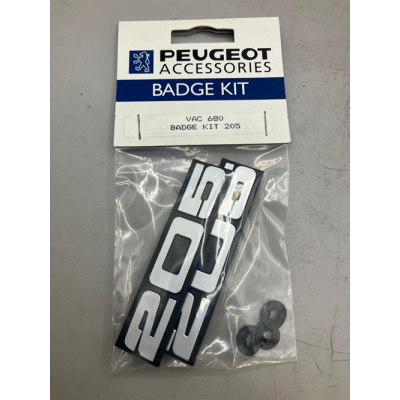 PEUGEOT
ACCESSORIES
BADGE KIT
VAC 680
BADGE KIT 205
205
205